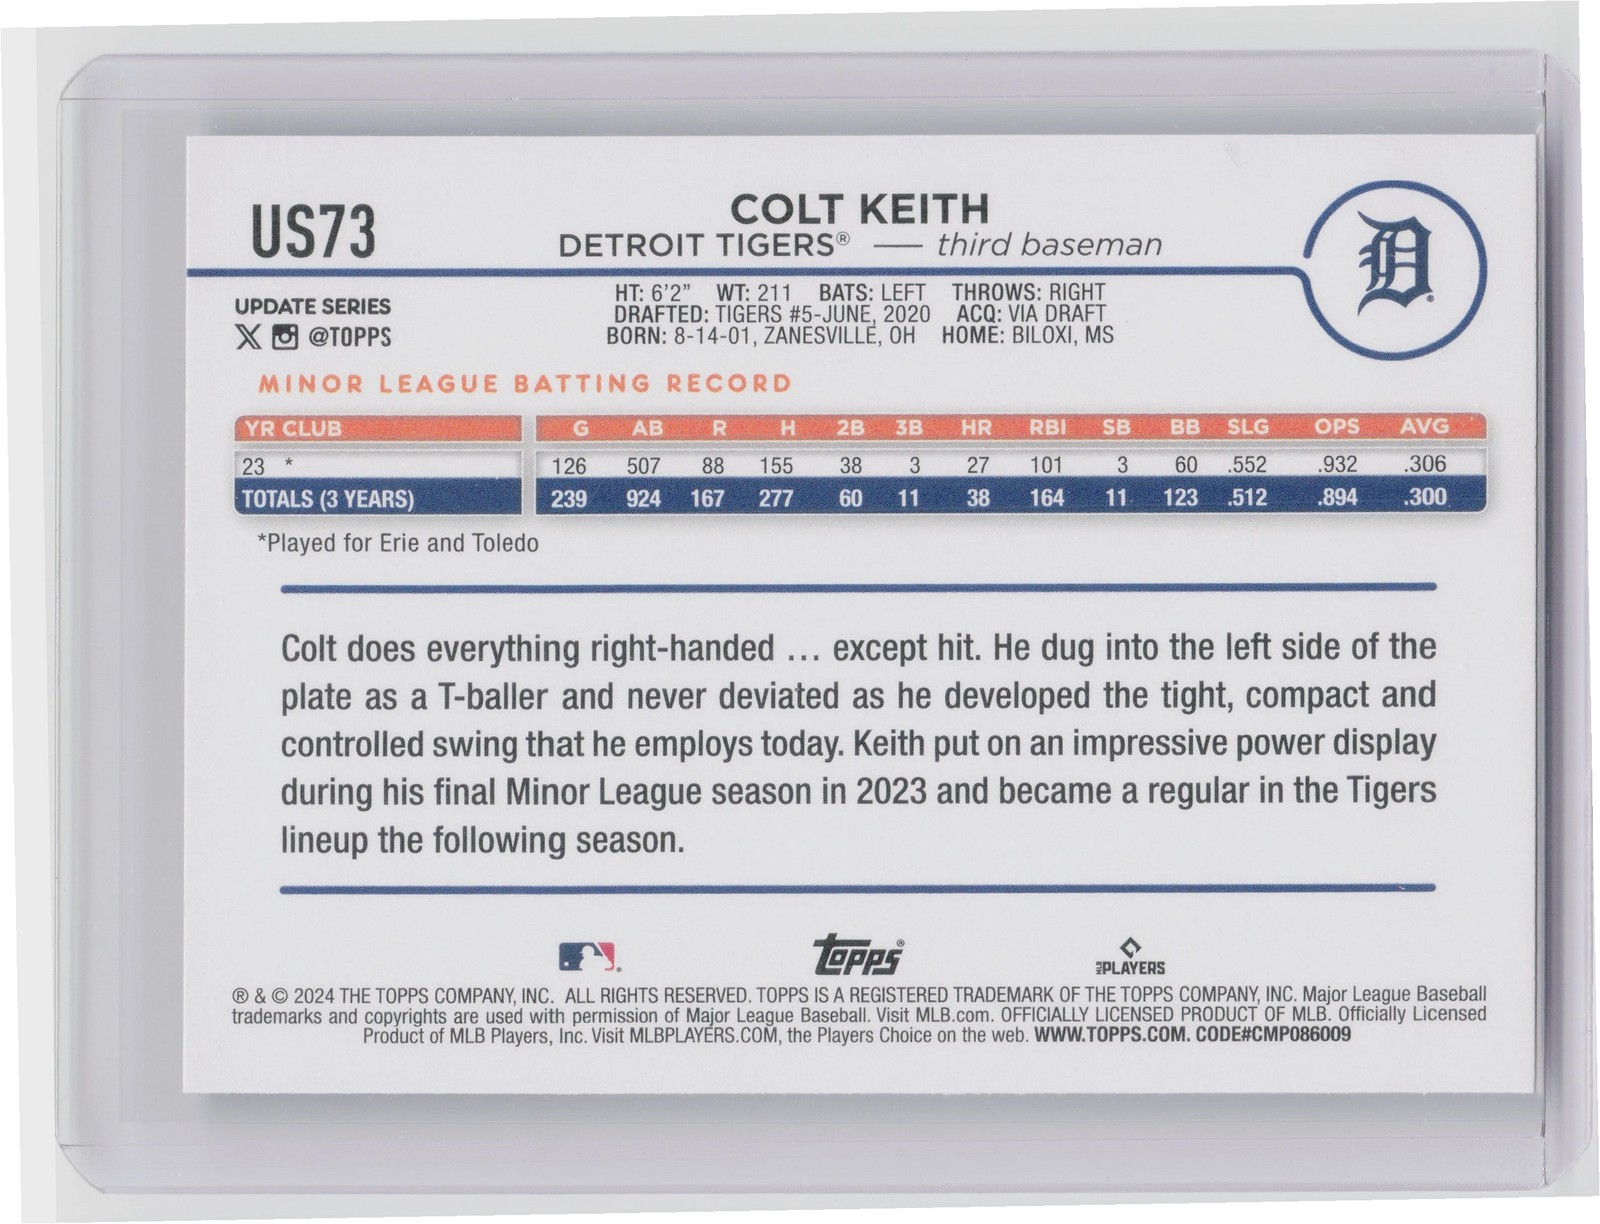 US73
COLT KEITH
DETROIT TIGERS® — third baseman
UPDATE SERIES
@TOPPS
HT: 6'2" WT: 211 BATS: LEFT THROWS: RIGHT
DRAFTED: TIGERS #5-JUNE, 2020 ACQ: VIA DRAFT
BORN: 8-14-01, ZANESVILLE, OH HOME: BILOXI, MS
MINOR LEAGUE BATTING RECORD
YR CLUB G AB R H 2B 3B HR RBI SB BB SLG OPS AVG
23 * 126 507 88 155 38 3 27 101 3 60 .552 .932 .306
TOTALS (3 YEARS) 239 924 167 277 60 11 38 164 11 123 .512 .894 .300
*Played for Erie and Toledo
Colt does everything right-handed ... except hit. He dug into the left side of the
plate as a T-baller and never deviated as he developed the tight, compact and
controlled swing that he employs today. Keith put on an impressive power display
during his final Minor League season in 2023 and became a regular in the Tigers
lineup the following season.
Topps®
MLB PLAYERS
® & © 2024 THE TOPPS COMPANY, INC. ALL RIGHTS RESERVED. TOPPS IS A REGISTERED TRADEMARK OF THE TOPPS COMPANY, INC. Major League Baseball
trademarks and copyrights are used with permission of Major League Baseball. Visit MLB.com. OFFICIALLY LICENSED PRODUCT OF MLB. Officially Licensed
Product of MLB Players, Inc. Visit MLBPLAYERS.COM, the Players Choice on the web. WWW.TOPPS.COM. CODE#CMP086009